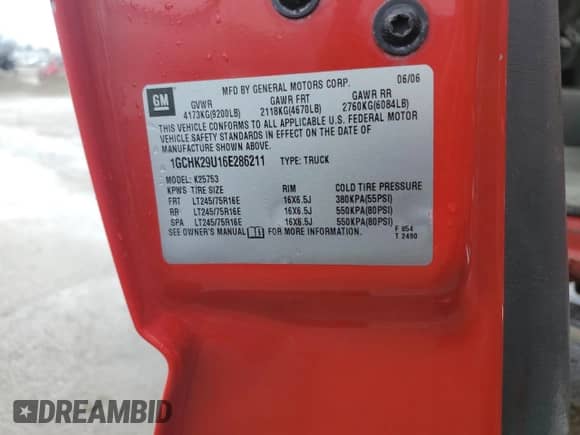 GM
MFD BY GENERAL MOTORS CORP. 06/06
GVWR GAWR FRT GAWR RR
4173KG(9200LB) 2118KG(4670LB) 2760KG(6084LB)
THIS VEHICLE CONFORMS TO ALL APPLICABLE U.S. FEDERAL MOTOR
VEHICLE SAFETY STANDARDS IN EFFECT ON THE DATE OF
MANUFACTURE SHOWN ABOVE.
1GCHK29U16E286211 TYPE: TRUCK
MODEL: K25753
KPWS TIRE SIZE RIM COLD TIRE PRESSURE
FRT LT245/75R16E 16X6.5J 380KPA(55PSI)
RR LT245/75R16E 16X6.5J 550KPA(80PSI)
SPA LT245/75R16E 16X6.5J 550KPA(80PSI)
SEE OWNER'S MANUAL FOR MORE INFORMATION. F 854
T 2490
DREAMBID